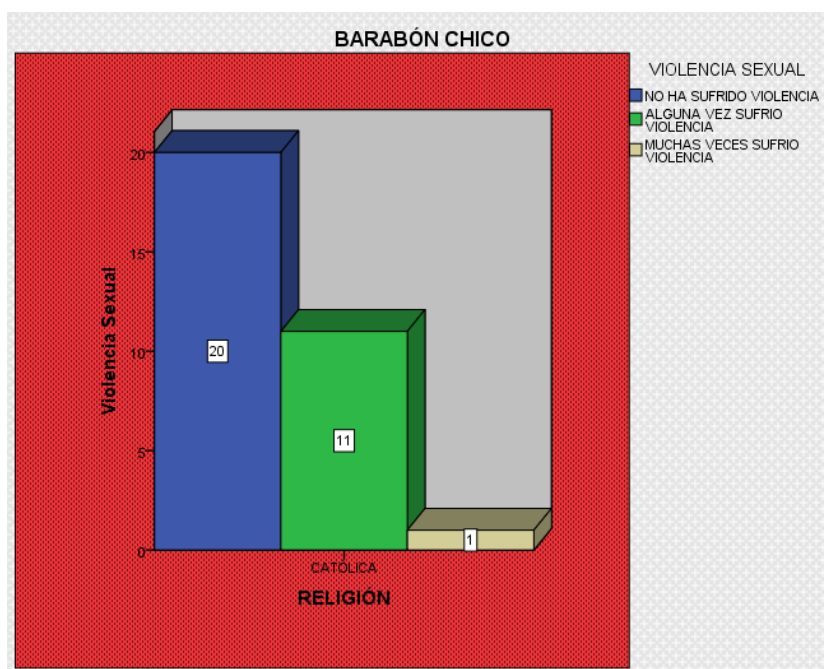 BARABÓN CHICO
VIOLENCIA SEXUAL
NO HA SUFRIDO VIOLENCIA
ALGUNA VEZ SUFRIO
VIOLENCIA
MUCHAS VECES SUFRIO
VIOLENCIA
Violencia Sexual
20
15
10
5
0
20
11
1
CATÓLICA
RELIGIÓN